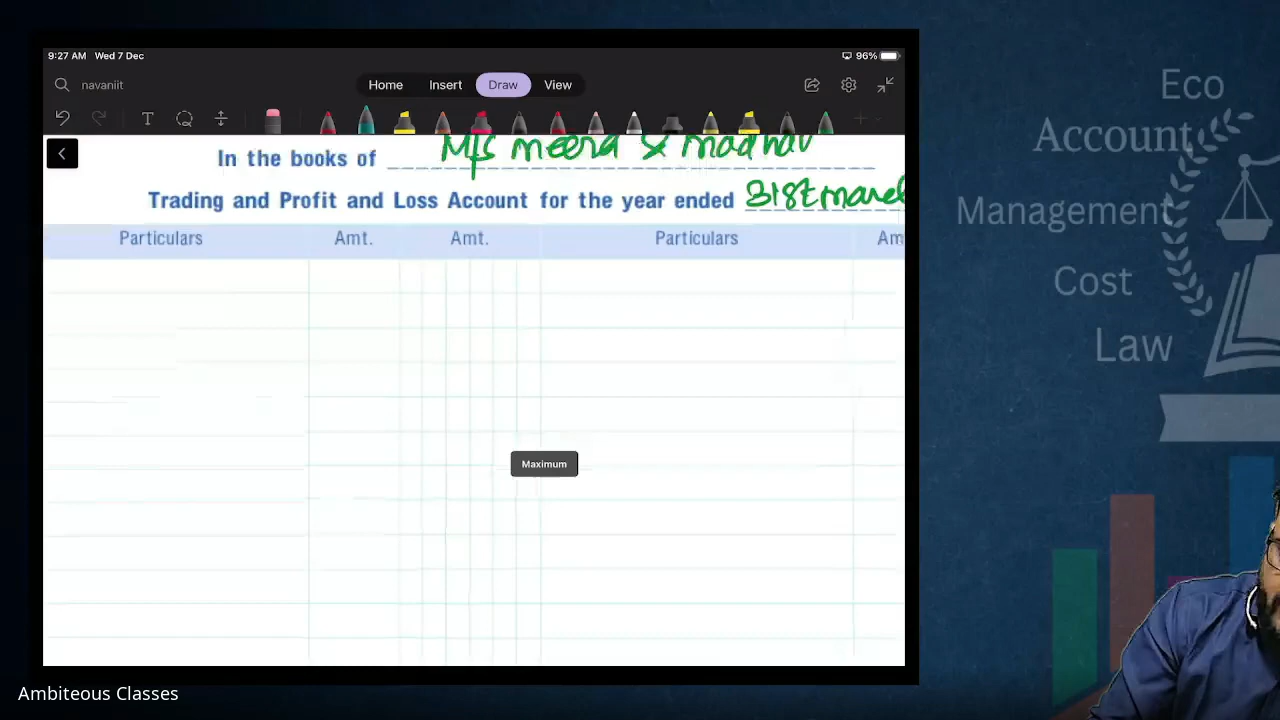 9:27 AM Wed 7 Dec
96%
navaniit
Home Insert Draw View
In the books of M/s meera & madhav
Trading and Profit and Loss Account for the year ended 31st march
Particulars Amt. Amt. Particulars Am
Maximum
Eco
Account
Management
Cost
Law
Ambiteous Classes